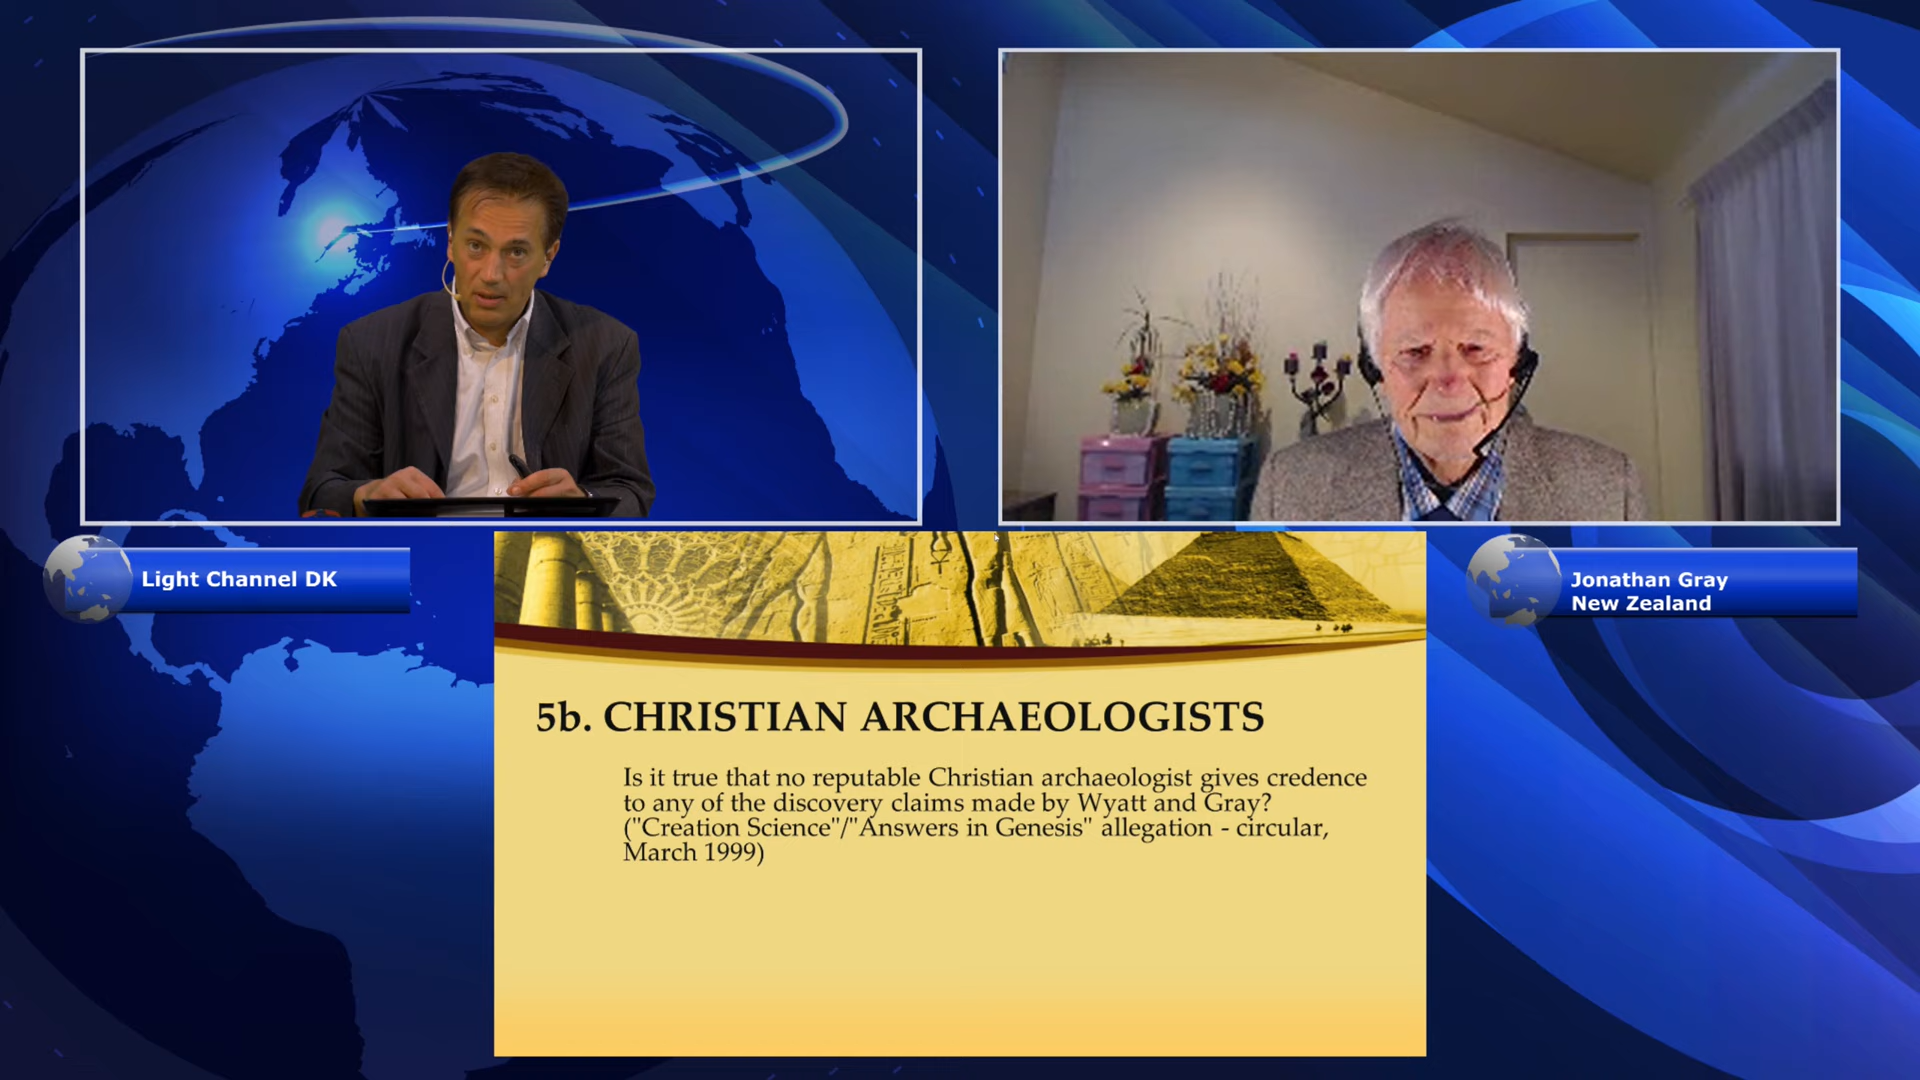 Light Channel DK
Jonathan Gray
New Zealand
5b. CHRISTIAN ARCHAEOLOGISTS
Is it true that no reputable Christian archaeologist gives credence
to any of the discovery claims made by Wyatt and Gray?
("Creation Science"/"Answers in Genesis" allegation - circular,
March 1999)